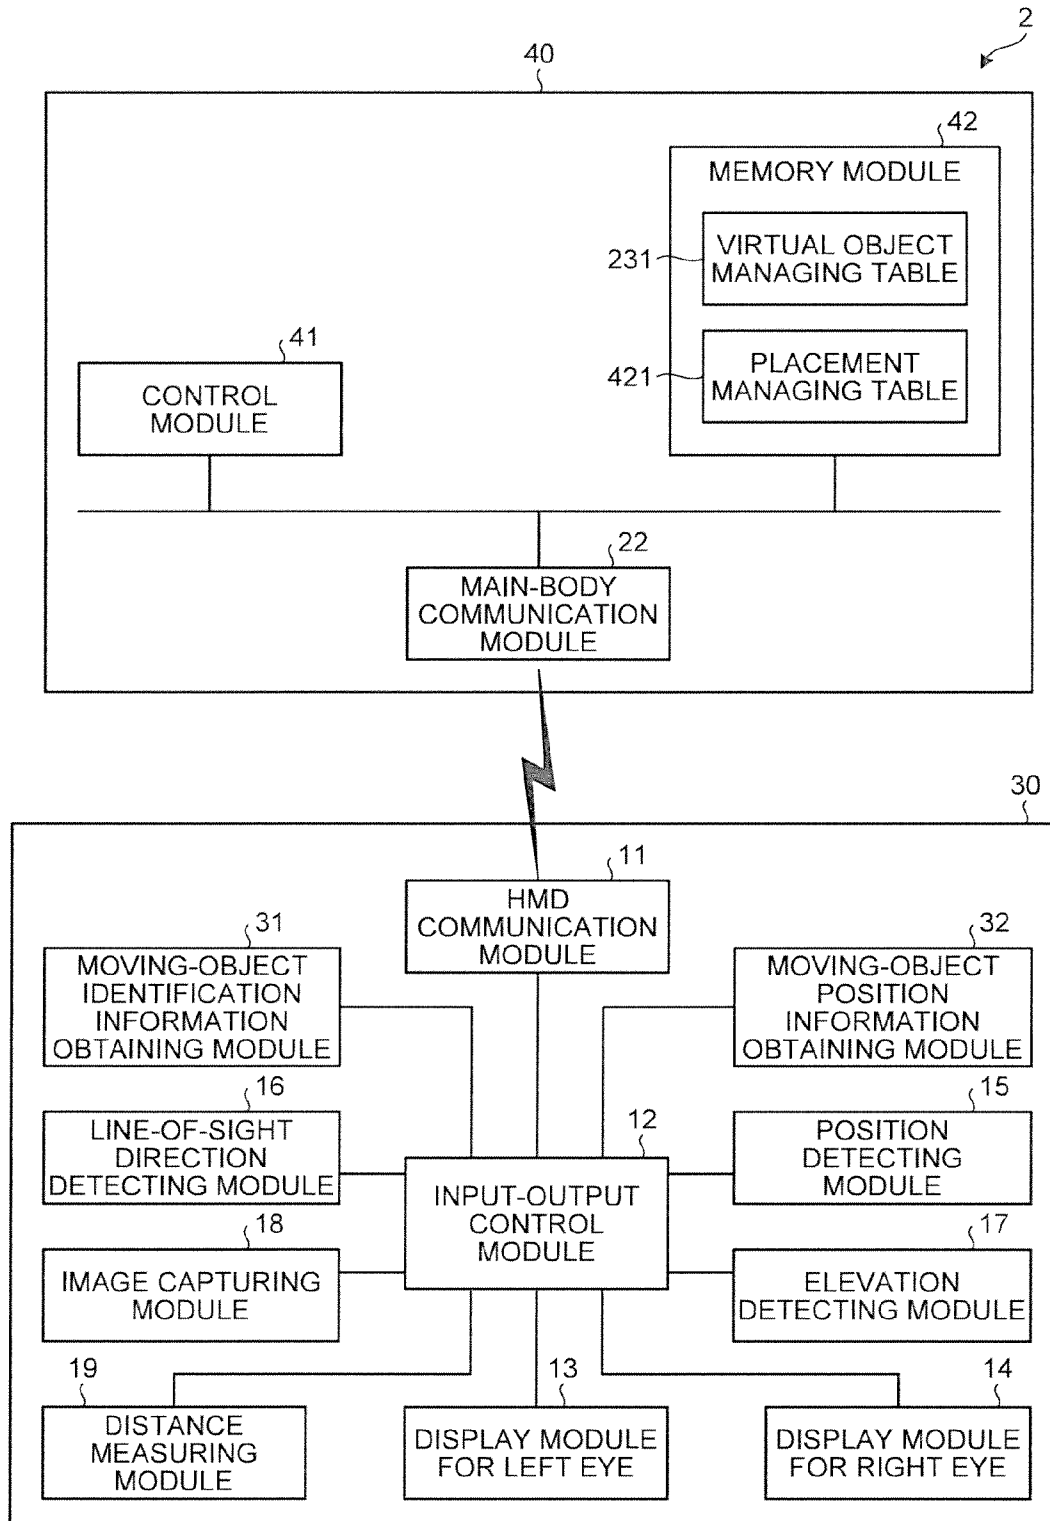 2
40
42
MEMORY MODULE
231
VIRTUAL OBJECT
MANAGING TABLE
421
PLACEMENT
MANAGING TABLE
41
CONTROL
MODULE
22
MAIN-BODY
COMMUNICATION
MODULE
30
11
HMD
COMMUNICATION
MODULE
31
MOVING-OBJECT
IDENTIFICATION
INFORMATION
OBTAINING MODULE
32
MOVING-OBJECT
POSITION
INFORMATION
OBTAINING MODULE
16
LINE-OF-SIGHT
DIRECTION
DETECTING MODULE
12
INPUT-OUTPUT
CONTROL
MODULE
15
POSITION
DETECTING
MODULE
18
IMAGE CAPTURING
MODULE
17
ELEVATION
DETECTING MODULE
19
DISTANCE
MEASURING
MODULE
13
DISPLAY MODULE
FOR LEFT EYE
14
DISPLAY MODULE
FOR RIGHT EYE